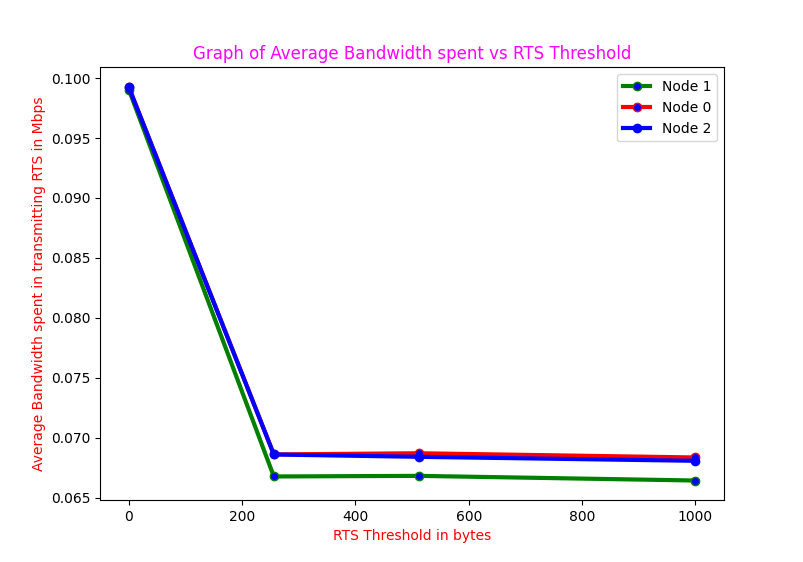 Graph of Average Bandwidth spent vs RTS Threshold
Average Bandwidth spent in transmitting RTS in Mbps
0.100
0.095
0.090
0.085
0.080
0.075
0.070
0.065
Node 1
Node 0
Node 2
0
200
400
600
800
1000
RTS Threshold in bytes